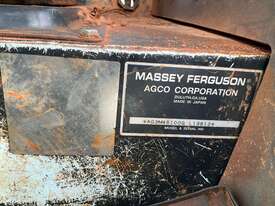 MASSEY FERGUSON
AGCO CORPORATION
DULUTH, GA, USA
MADE IN JAPAN
MODEL & SERIAL NO.